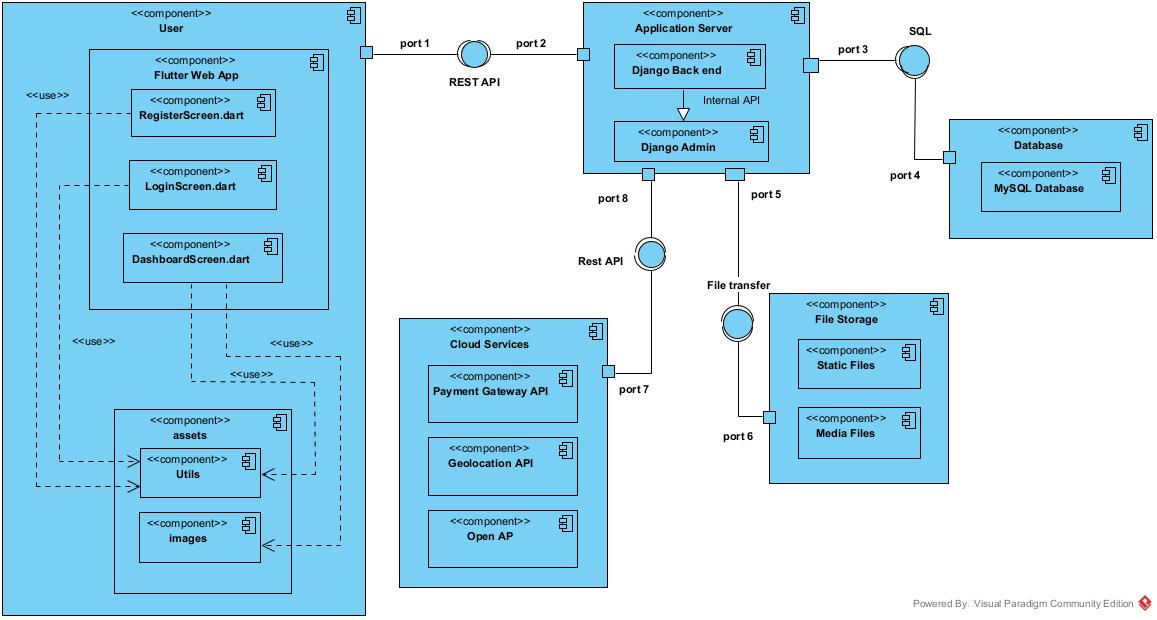 <<component>>
User
<<component>>
Flutter Web App
<<use>>
<<component>>
RegisterScreen.dart
<<component>>
LoginScreen.dart
<<component>>
DashboardScreen.dart
<<use>>
<<use>>
<<use>>
<<component>>
assets
<<component>>
Utils
<<component>>
images
port 1
port 2
REST API
<<component>>
Application Server
<<component>>
Django Back end
Internal API
<<component>>
Django Admin
port 3
SQL
port 4
<<component>>
Database
<<component>>
MySQL Database
port 8
port 5
Rest API
File transfer
port 7
port 6
<<component>>
Cloud Services
<<component>>
Payment Gateway API
<<component>>
Geolocation API
<<component>>
Open AP
<<component>>
File Storage
<<component>>
Static Files
<<component>>
Media Files
Powered By Visual Paradigm Community Edition